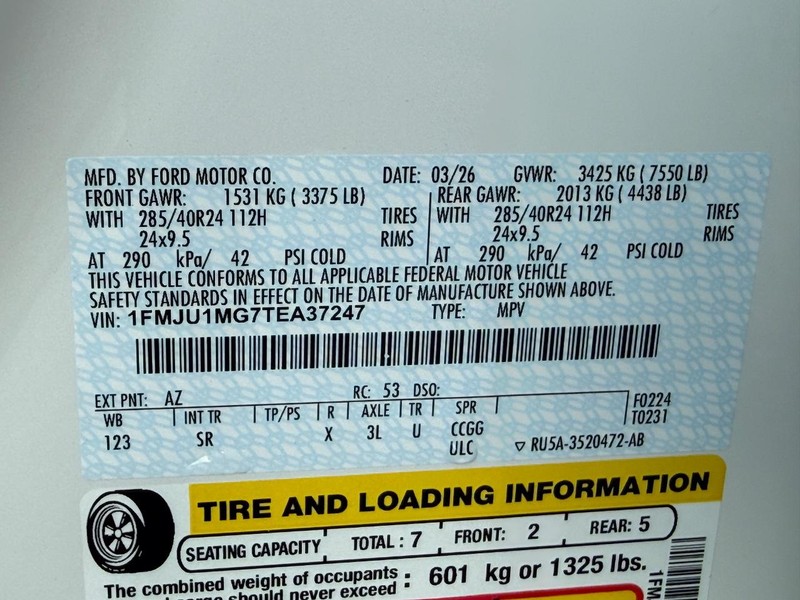 MFD. BY FORD MOTOR CO. DATE: 03/26 GVWR: 3425 KG ( 7550 LB)
FRONT GAWR: 1531 KG ( 3375 LB) REAR GAWR: 2013 KG ( 4438 LB)
WITH 285/40R24 112H TIRES WITH 285/40R24 112H TIRES
24x9.5 RIMS 24x9.5 RIMS
AT 290 kPa/ 42 PSI COLD AT 290 kPa/ 42 PSI COLD
THIS VEHICLE CONFORMS TO ALL APPLICABLE FEDERAL MOTOR VEHICLE
SAFETY STANDARDS IN EFFECT ON THE DATE OF MANUFACTURE SHOWN ABOVE.
VIN: 1FMJU1MG7TEA37247 TYPE: MPV
EXT PNT: AZ RC: 53 DSO:
WB INT TR TP/PS R AXLE TR SPR F0224
123 SR X 3L U CCGG T0231
ULC ▽ RU5A-3520472-AB
TIRE AND LOADING INFORMATION
SEATING CAPACITY TOTAL : 7 FRONT: 2 REAR: 5
The combined weight of occupants : 601 kg or 1325 lbs.
should never exceed
1FM